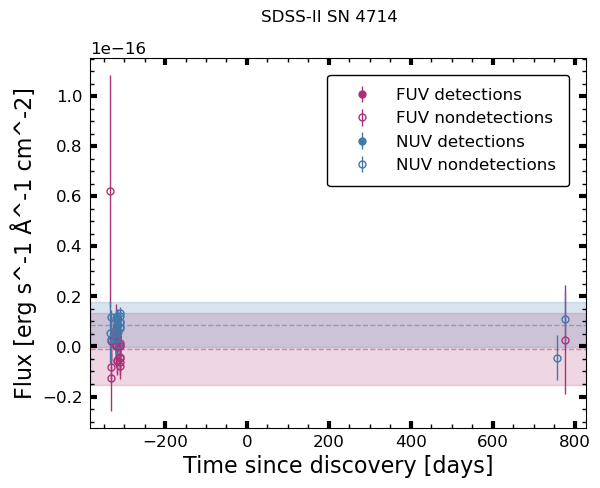 SDSS-II SN 4714
1e−16
Flux [erg s^-1 Å^-1 cm^-2]
1.0
0.8
0.6
0.4
0.2
0.0
−0.2
FUV detections
FUV nondetections
NUV detections
NUV nondetections
−200 0 200 400 600 800
Time since discovery [days]